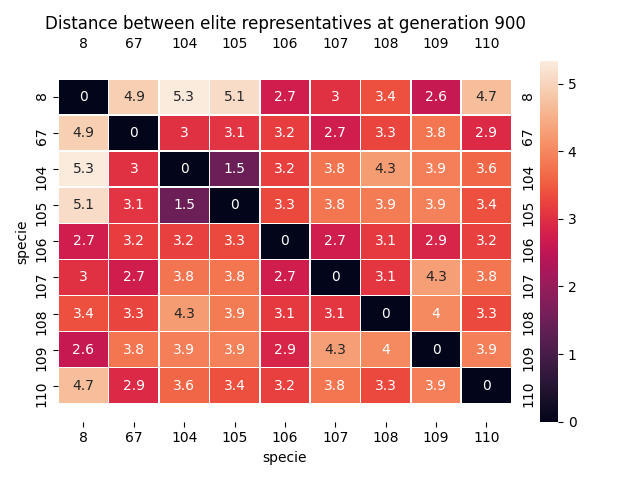 Distance between elite representatives at generation 900
8 67 104 105 106 107 108 109 110
8 0 4.9 5.3 5.1 2.7 3 3.4 2.6 4.7 8
67 4.9 0 3 3.1 3.2 2.7 3.3 3.8 2.9 67
104 5.3 3 0 1.5 3.2 3.8 4.3 3.9 3.6 104
105 5.1 3.1 1.5 0 3.3 3.8 3.9 3.9 3.4 105
106 2.7 3.2 3.2 3.3 0 2.7 3.1 2.9 3.2 106
107 3 2.7 3.8 3.8 2.7 0 3.1 4.3 3.8 107
108 3.4 3.3 4.3 3.9 3.1 3.1 0 4 3.3 108
109 2.6 3.8 3.9 3.9 2.9 4.3 4 0 3.9 109
110 4.7 2.9 3.6 3.4 3.2 3.8 3.3 3.9 0 110
8 67 104 105 106 107 108 109 110
specie
specie
5
4
3
2
1
0